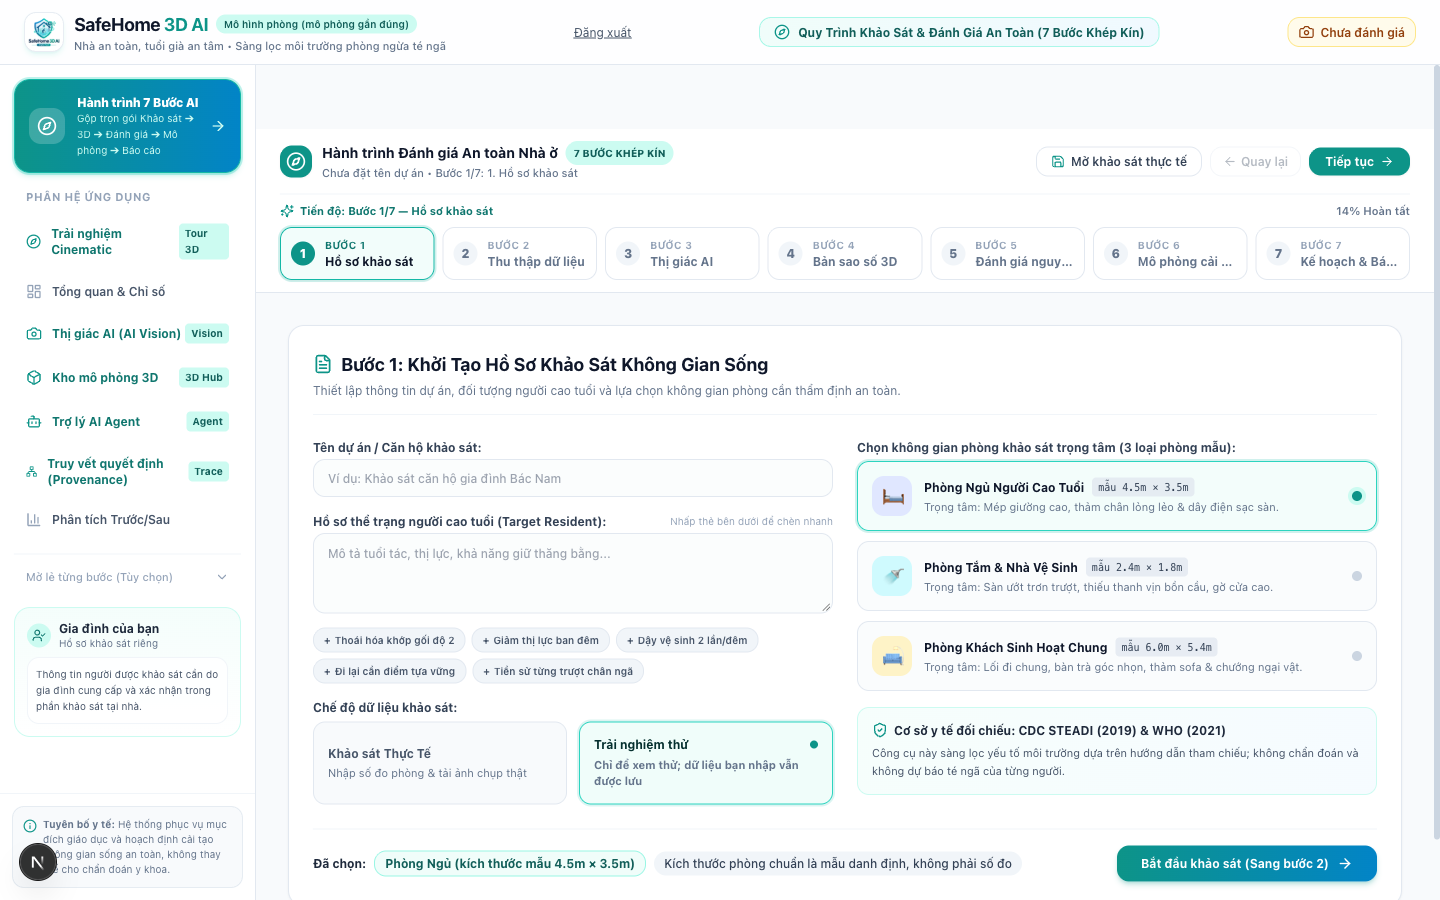 SafeHome 3D AI
Mô hình phòng (mô phỏng gần đúng)
Nhà an toàn, tuổi già an tâm • Sàng lọc môi trường phòng ngừa té ngã
Đăng xuất
Quy Trình Khảo Sát & Đánh Giá An Toàn (7 Bước Khép Kín)
Chưa đánh giá
Hành trình 7 Bước AI
Gộp trọn gói Khảo sát ➔
3D ➔ Đánh giá ➔ Mô
phỏng ➔ Báo cáo
PHÂN HỆ ỨNG DỤNG
Trải nghiệm
Cinematic
Tour
3D
Tổng quan & Chỉ số
Thị giác AI (AI Vision)
Vision
Kho mô phỏng 3D
3D Hub
Trợ lý AI Agent
Agent
Truy vết quyết định
(Provenance)
Trace
Phân tích Trước/Sau
Mở lẻ từng bước (Tùy chọn)
Gia đình của bạn
Hồ sơ khảo sát riêng
Thông tin người được khảo sát cần do
gia đình cung cấp và xác nhận trong
phần khảo sát tại nhà.
Tuyên bố y tế: Hệ thống phục vụ mục
đích giáo dục và hoạch định cải tạo
gian sống an toàn, không thay
cho chẩn đoán y khoa.
N
Hành trình Đánh giá An toàn Nhà ở
7 BƯỚC KHÉP KÍN
Chưa đặt tên dự án • Bước 1/7: 1. Hồ sơ khảo sát
Mở khảo sát thực tế
Quay lại
Tiếp tục
Tiến độ: Bước 1/7 — Hồ sơ khảo sát
14% Hoàn tất
1
BƯỚC 1
Hồ sơ khảo sát
2
BƯỚC 2
Thu thập dữ liệu
3
BƯỚC 3
Thị giác AI
4
BƯỚC 4
Bản sao số 3D
5
BƯỚC 5
Đánh giá nguy...
6
BƯỚC 6
Mô phỏng cải ...
7
BƯỚC 7
Kế hoạch & Bá...
Bước 1: Khởi Tạo Hồ Sơ Khảo Sát Không Gian Sống
Thiết lập thông tin dự án, đối tượng người cao tuổi và lựa chọn không gian phòng cần thẩm định an toàn.
Tên dự án / Căn hộ khảo sát:
Ví dụ: Khảo sát căn hộ gia đình Bác Nam
Hồ sơ thể trạng người cao tuổi (Target Resident):
Nhấp thẻ bên dưới để chèn nhanh
Mô tả tuổi tác, thị lực, khả năng giữ thăng bằng...
+ Thoái hóa khớp gối độ 2
+ Giảm thị lực ban đêm
+ Dậy vệ sinh 2 lần/đêm
+ Đi lại cần điểm tựa vững
+ Tiền sử từng trượt chân ngã
Chế độ dữ liệu khảo sát:
Khảo sát Thực Tế
Nhập số đo phòng & tải ảnh chụp thật
Trải nghiệm thử
Chỉ để xem thử; dữ liệu bạn nhập vẫn
được lưu
Chọn không gian phòng khảo sát trọng tâm (3 loại phòng mẫu):
Phòng Ngủ Người Cao Tuổi
mẫu 4.5m × 3.5m
Trọng tâm: Mép giường cao, thảm chân lỏng lẻo & dây điện sạc sàn.
Phòng Tắm & Nhà Vệ Sinh
mẫu 2.4m × 1.8m
Trọng tâm: Sàn ướt trơn trượt, thiếu thanh vịn bồn cầu, gờ cửa cao.
Phòng Khách Sinh Hoạt Chung
mẫu 6.0m × 5.4m
Trọng tâm: Lối đi chung, bàn trà góc nhọn, thảm sofa & chướng ngại vật.
Cơ sở y tế đối chiếu: CDC STEADI (2019) & WHO (2021)
Công cụ này sàng lọc yếu tố môi trường dựa trên hướng dẫn tham chiếu; không chẩn đoán và
không dự báo té ngã của từng người.
Đã chọn:
Phòng Ngủ (kích thước mẫu 4.5m × 3.5m)
Kích thước phòng chuẩn là mẫu danh định, không phải số đo
Bắt đầu khảo sát (Sang bước 2)